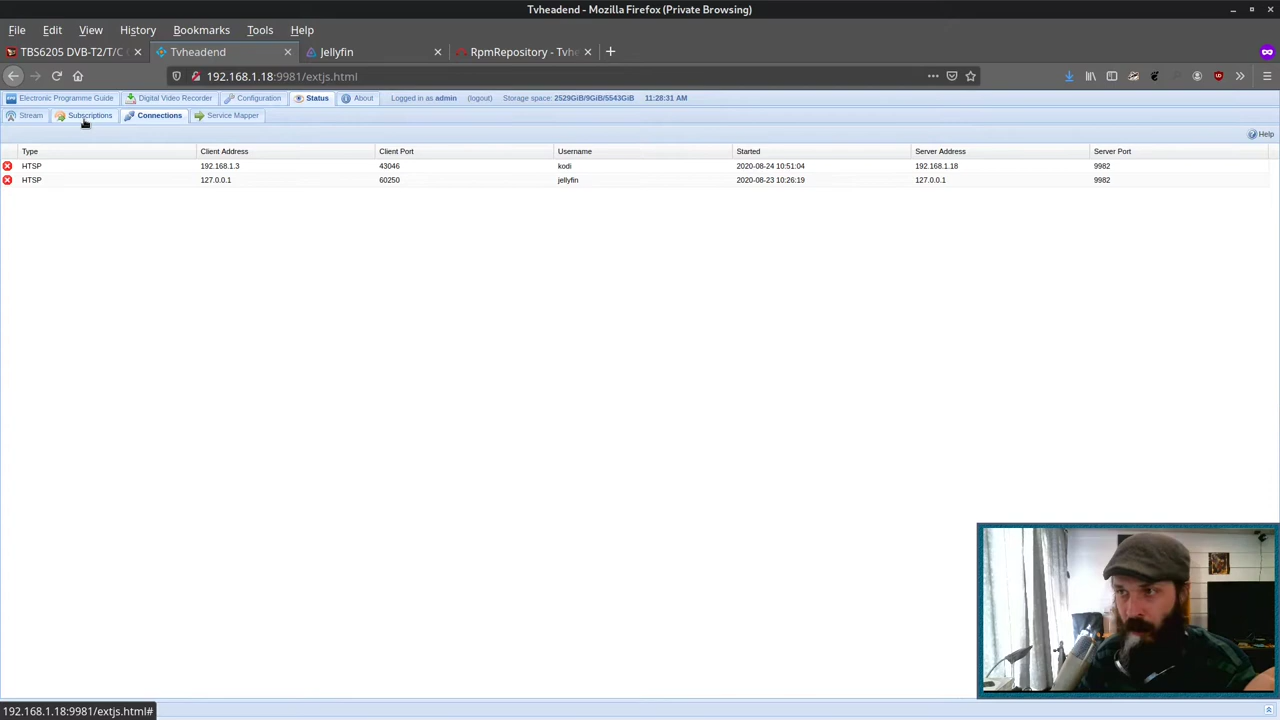 Tvheadend - Mozilla Firefox (Private Browsing)
File Edit View History Bookmarks Tools Help
TBS6205 DVB-T2/T/C Tvheadend Jellyfin RpmRepository - Tvhe
192.168.1.18:9981/extjs.html
Electronic Programme Guide Digital Video Recorder Configuration Status About Logged in as admin (logout) Storage space: 2529GiB/9GiB/5543GiB 11:28:31 AM
Stream Subscriptions Connections Service Mapper
Help
Type Client Address Client Port Username Started Server Address Server Port
HTSP 192.168.1.3 43046 kodi 2020-08-24 10:51:04 192.168.1.18 9982
HTSP 127.0.0.1 60250 jellyfin 2020-08-23 10:26:19 127.0.0.1 9982
192.168.1.18:9981/extjs.html#